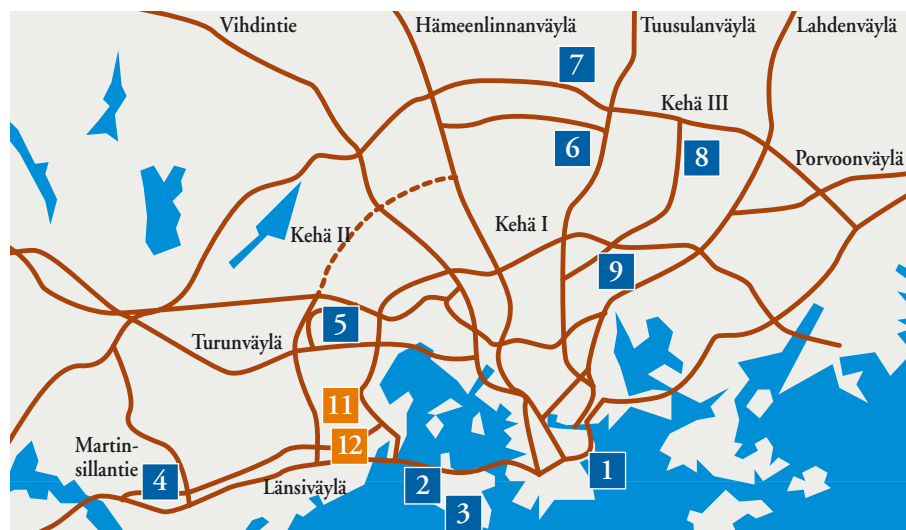 Vihdintie
Hämeenlinnanväylä
Tuusulanväylä
Lahdenväylä
7
Kehä III
6
8
Porvoonväylä
Kehä II
Kehä I
9
5
Turunväylä
11
12
Martin-
sillantie
4
Länsiväylä
2
1
3